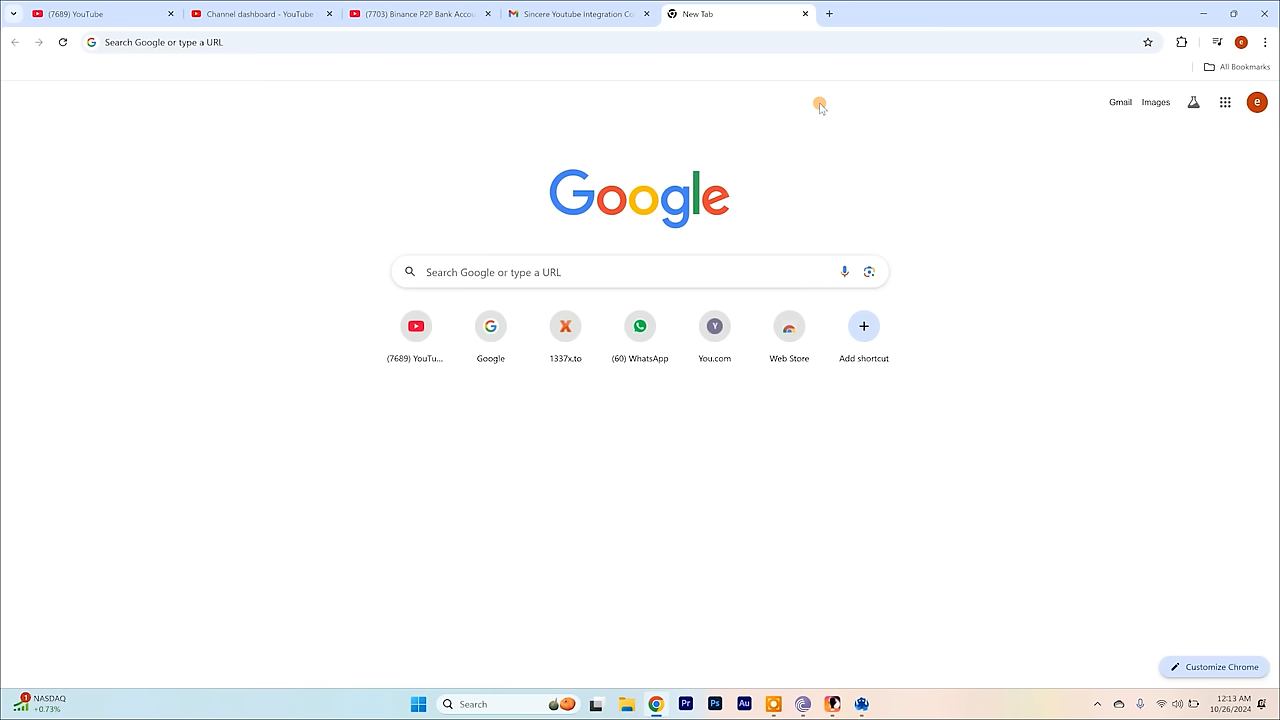 (7689) YouTube
Channel dashboard - YouTube
(7703) Binance P2P Bank Accou
Sincere Youtube Integration Co
New Tab
Search Google or type a URL
All Bookmarks
Gmail Images e
Google
Search Google or type a URL
(7689) YouTu... Google 1337x.to (60) WhatsApp You.com Web Store Add shortcut
Customize Chrome
NASDAQ
+0.73%
Search
12:13 AM
10/26/2024